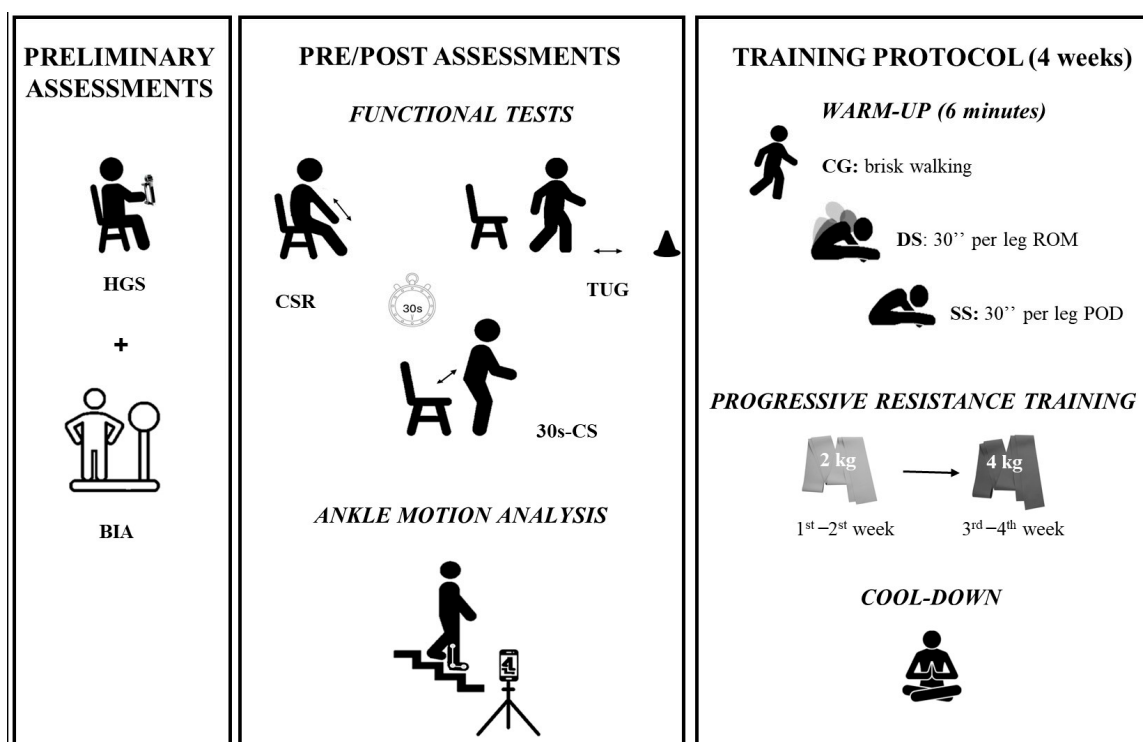 PRELIMINARY
ASSESSMENTS
HGS
+
BIA
PRE/POST ASSESSMENTS
FUNCTIONAL TESTS
CSR
TUG
30s
30s-CS
ANKLE MOTION ANALYSIS
TRAINING PROTOCOL (4 weeks)
WARM-UP (6 minutes)
CG: brisk walking
DS: 30’’ per leg ROM
SS: 30’’ per leg POD
PROGRESSIVE RESISTANCE TRAINING
2 kg
4 kg
1st –2st week
3rd –4th week
COOL-DOWN